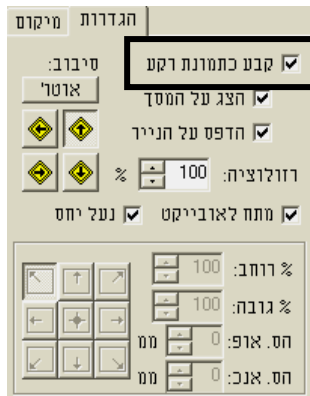 הגדרות מיקום
קבע כתמונת רקע סיבוב:
הצג על המסך אוטו'
הדפס על הנייר
רזולוציה: 100 %
מתח לאובייקט נעל יחס
% רוחב: 100
% גובה: 100
הס. אופ: 0 ממ
הס. אנכ: 0 ממ